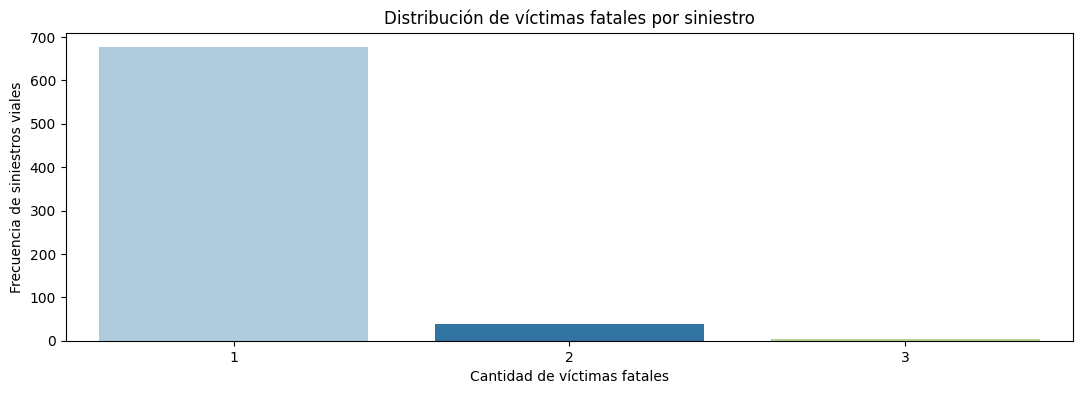 Distribución de víctimas fatales por siniestro
Frecuencia de siniestros viales
700
600
500
400
300
200
100
0
1 2 3
Cantidad de víctimas fatales